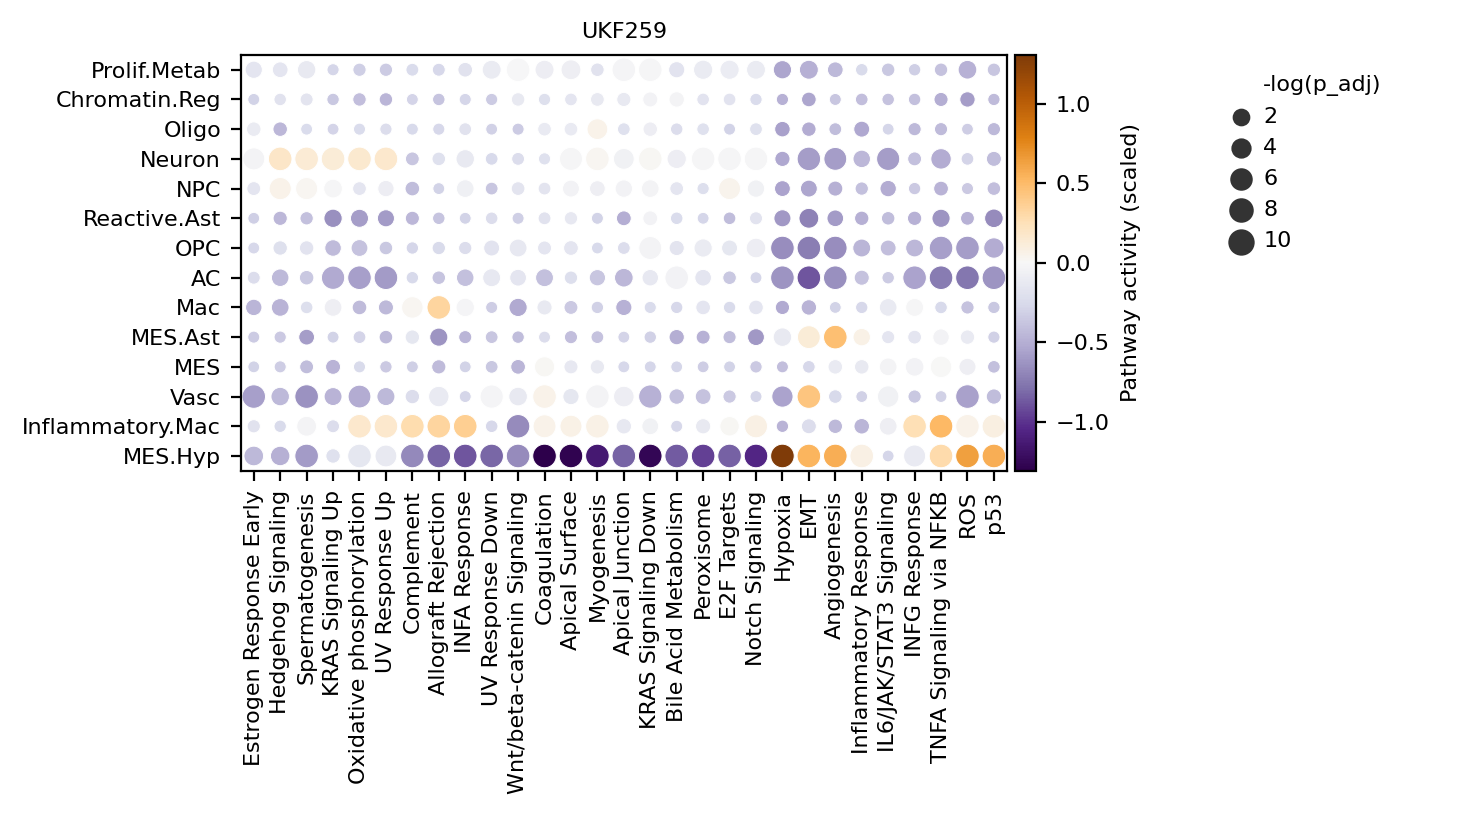 UKF259
Prolif.Metab
Chromatin.Reg
Oligo
Neuron
NPC
Reactive.Ast
OPC
AC
Mac
MES.Ast
MES
Vasc
Inflammatory.Mac
MES.Hyp
Estrogen Response Early
Hedgehog Signaling
Spermatogenesis
KRAS Signaling Up
Oxidative phosphorylation
UV Response Up
Complement
Allograft Rejection
INFA Response
UV Response Down
Wnt/beta-catenin Signaling
Coagulation
Apical Surface
Myogenesis
Apical Junction
KRAS Signaling Down
Bile Acid Metabolism
Peroxisome
E2F Targets
Notch Signaling
Hypoxia
EMT
Angiogenesis
Inflammatory Response
IL6/JAK/STAT3 Signaling
INFG Response
TNFA Signaling via NFKB
ROS
p53
1.0
0.5
0.0
−0.5
−1.0
Pathway activity (scaled)
-log(p_adj)
2
4
6
8
10